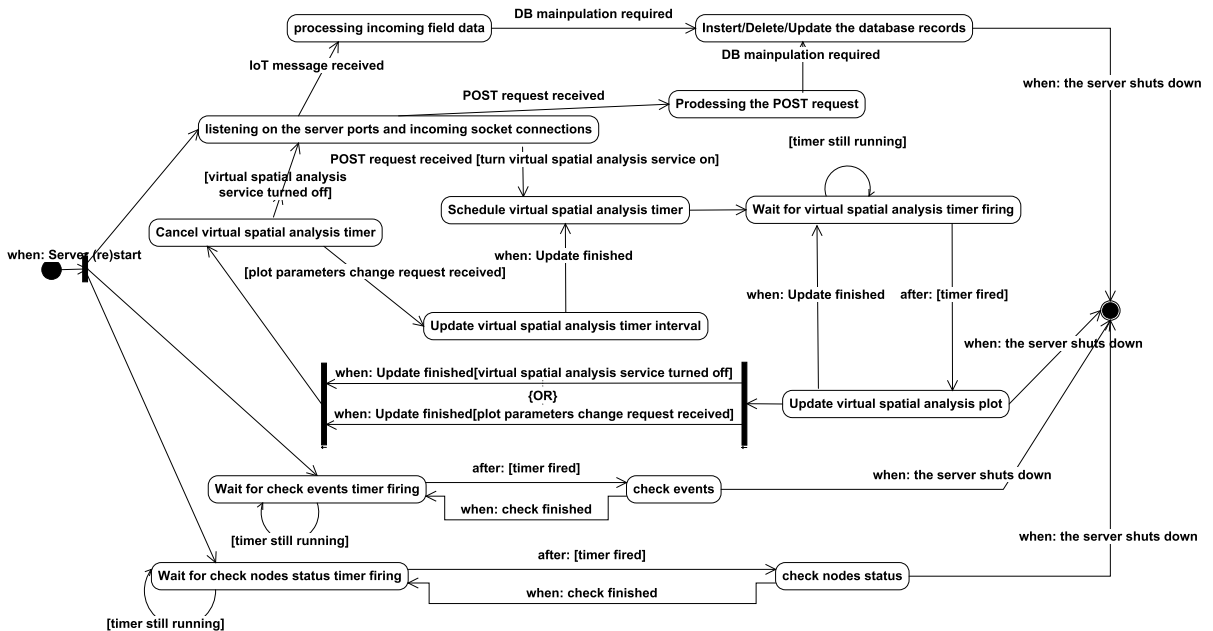 DB mainpulation required
processing incoming field data
Instert/Delete/Update the database records
IoT message received
DB mainpulation required
when: the server shuts down
POST request received
Prodessing the POST request
listening on the server ports and incoming socket connections
[timer still running]
POST request received [turn virtual spatial analysis service on]
[virtual spatial analysis
service turned off]
Schedule virtual spatial analysis timer
Wait for virtual spatial analysis timer firing
Cancel virtual spatial analysis timer
when: Server (re)start
when: Update finished
[plot parameters change request received]
when: Update finished
after: [timer fired]
Update virtual spatial analysis timer interval
when: the server shuts down
when: Update finished[virtual spatial analysis service turned off]
{OR}
when: Update finished[plot parameters change request received]
Update virtual spatial analysis plot
after: [timer fired]
when: the server shuts down
Wait for check events timer firing
check events
when: check finished
[timer still running]
when: the server shuts down
after: [timer fired]
Wait for check nodes status timer firing
check nodes status
when: check finished
[timer still running]